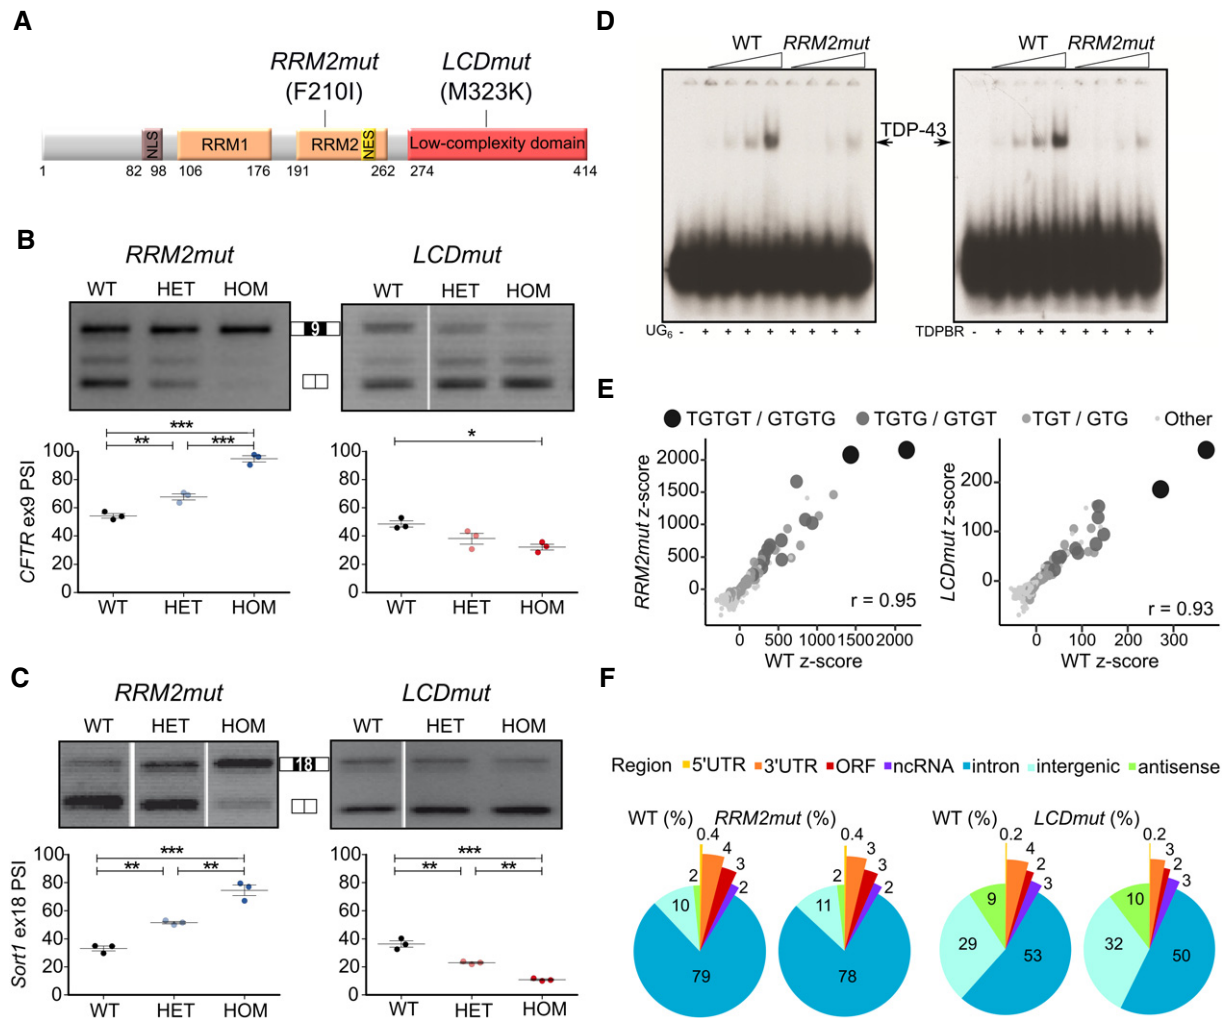 A
RRM2mut
(F210I)
LCDmut
(M323K)
NLS
RRM1
RRM2
NES
Low-complexity domain
1 82 98 106 176 191 262 274 414
B
RRM2mut
WT HET HOM
9
LCDmut
WT HET HOM
***
** ***
CFTR ex9 PSI
100
80
60
40
20
0
WT HET HOM
*
100
80
60
40
20
0
WT HET HOM
C
RRM2mut
WT HET HOM
18
LCDmut
WT HET HOM
***
** **
Sort1 ex18 PSI
100
80
60
40
20
0
WT HET HOM
***
** **
100
80
60
40
20
0
WT HET HOM
D
WT RRM2mut
WT RRM2mut
TDP-43
UG6 - + + + + + + + +
TDPBR - + + + + + + + +
E
TGTGT / GTGTG TGTG / GTGT TGT / GTG Other
RRM2mut z-score
2000
1500
1000
500
0
r = 0.95
0 500 1000 1500 2000
WT z-score
LCDmut z-score
200
100
0
r = 0.93
0 100 200 300
WT z-score
F
Region 5'UTR 3'UTR ORF ncRNA intron intergenic antisense
WT (%) RRM2mut (%)
0.4 4 3 2 2 10 79
0.4 3 3 2 2 11 78
WT (%) LCDmut (%)
0.2 4 2 3 9 29 53
0.2 3 2 3 10 32 50